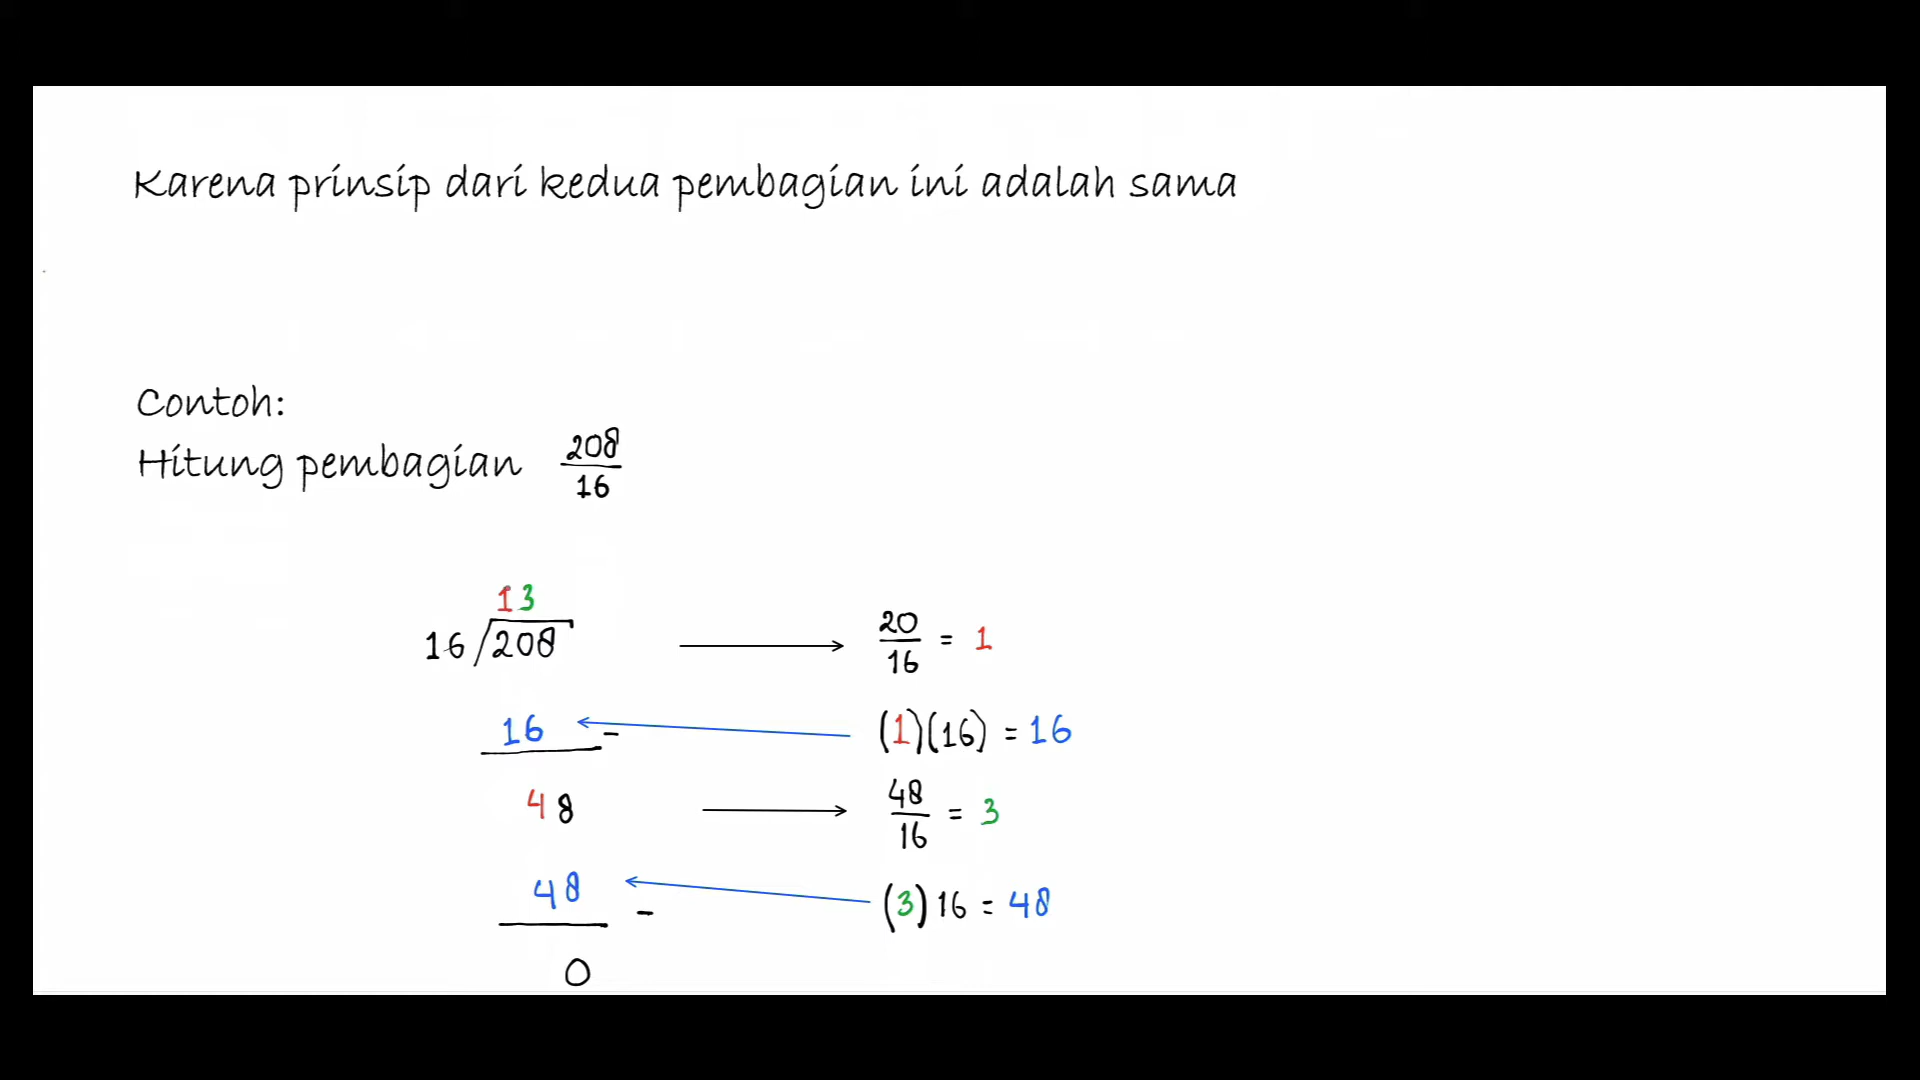 Karena prinsip dari kedua pembagian ini adalah sama
Contoh:
Hitung pembagian 208/16
13
16 / 208 → 20/16 = 1
16 - ← (1)(16) = 16
48 → 48/16 = 3
48 - ← (3) 16 = 48
0